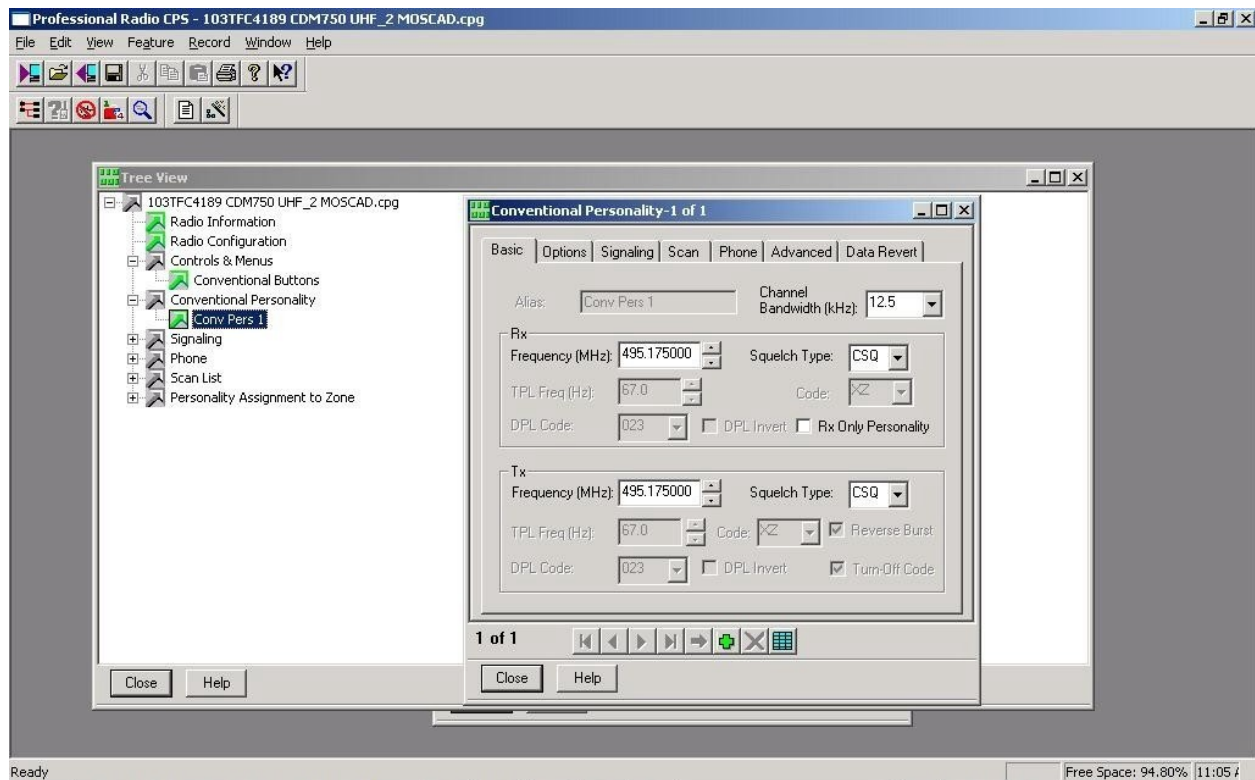 Professional Radio CPS - 103TFC4189 CDM750 UHF_2 MOSCAD.cpg
File Edit View Feature Record Window Help
Tree View
103TFC4189 CDM750 UHF_2 MOSCAD.cpg
Radio Information
Radio Configuration
Controls & Menus
Conventional Buttons
Conventional Personality
Conv Pers 1
Signaling
Phone
Scan List
Personality Assignment to Zone
Close Help
Conventional Personality-1 of 1
Basic Options Signaling Scan Phone Advanced Data Revert
Alias: Conv Pers 1 Channel Bandwidth (kHz): 12.5
Rx
Frequency (MHz): 495.175000 Squelch Type: CSQ
TPL Freq (Hz): 67.0 Code: XZ
DPL Code: 023 DPL Invert Rx Only Personality
Tx
Frequency (MHz): 495.175000 Squelch Type: CSQ
TPL Freq (Hz): 67.0 Code: XZ Reverse Burst
DPL Code: 023 DPL Invert Turn-Off Code
1 of 1
Close Help
Ready Free Space: 94.80% 11:05